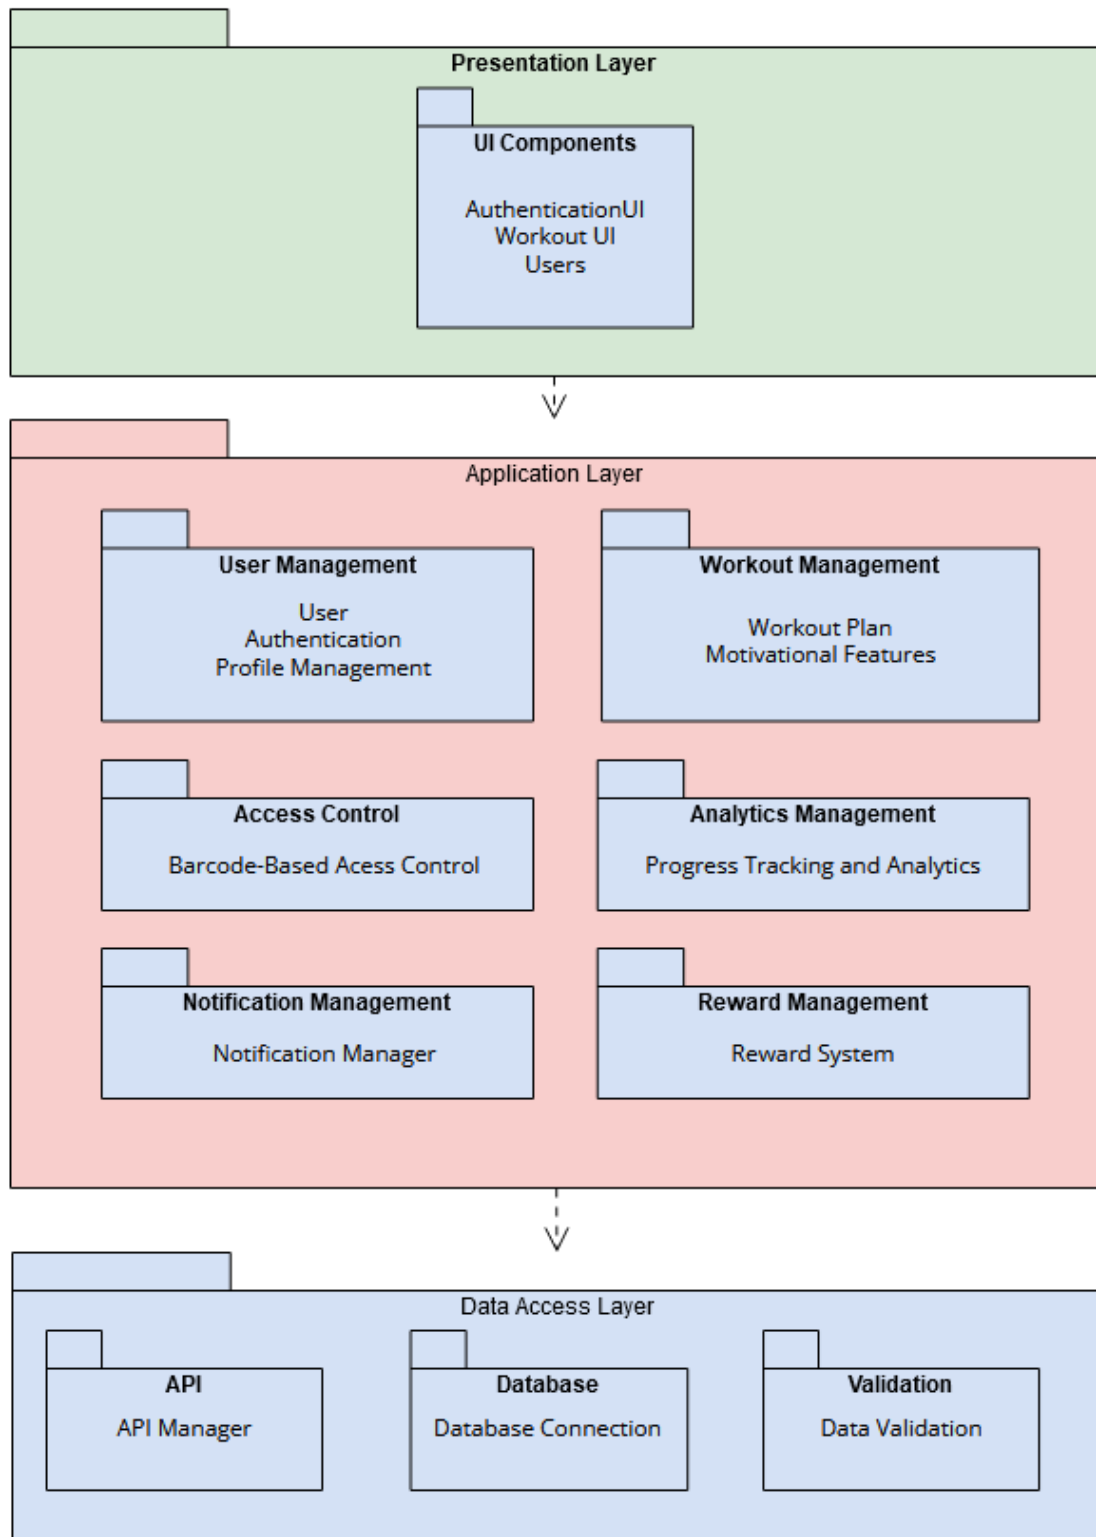 Presentation Layer
UI Components
AuthenticationUI
Workout UI
Users
Application Layer
User Management
User
Authentication
Profile Management
Workout Management
Workout Plan
Motivational Features
Access Control
Barcode-Based Acess Control
Analytics Management
Progress Tracking and Analytics
Notification Management
Notification Manager
Reward Management
Reward System
Data Access Layer
API
API Manager
Database
Database Connection
Validation
Data Validation